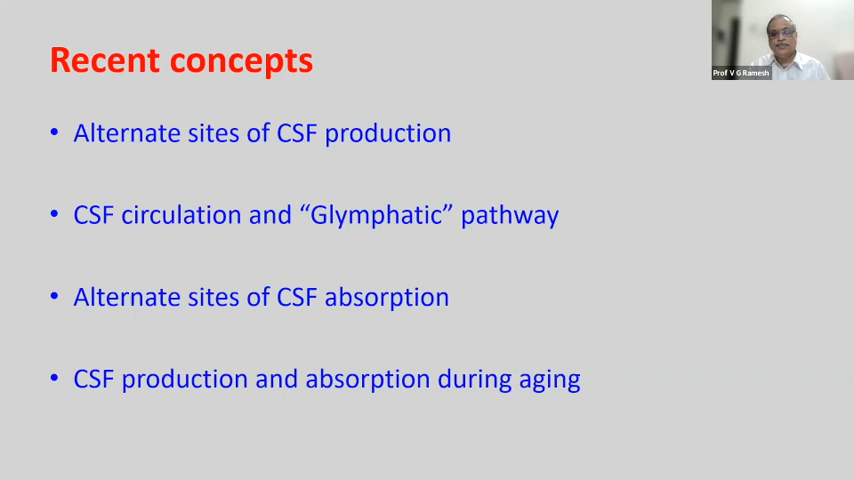 Recent concepts
Prof V G Ramesh
• Alternate sites of CSF production
• CSF circulation and “Glymphatic” pathway
• Alternate sites of CSF absorption
• CSF production and absorption during aging